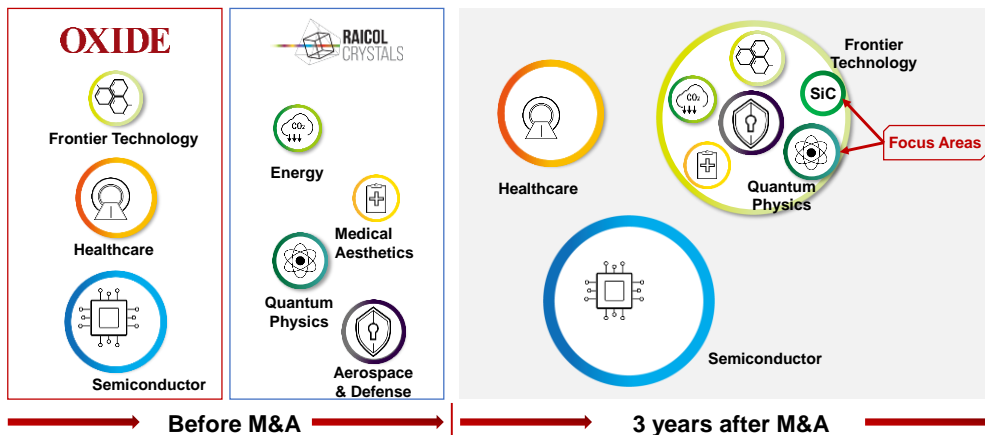 OXIDE
Frontier Technology
Healthcare
Semiconductor
RAICOL
CRYSTALS
CO₂
Energy
Medical
Aesthetics
Quantum
Physics
Aerospace
& Defense
Before M&A
Healthcare
Frontier
Technology
CO₂
SiC
Focus Areas
Quantum
Physics
Semiconductor
3 years after M&A